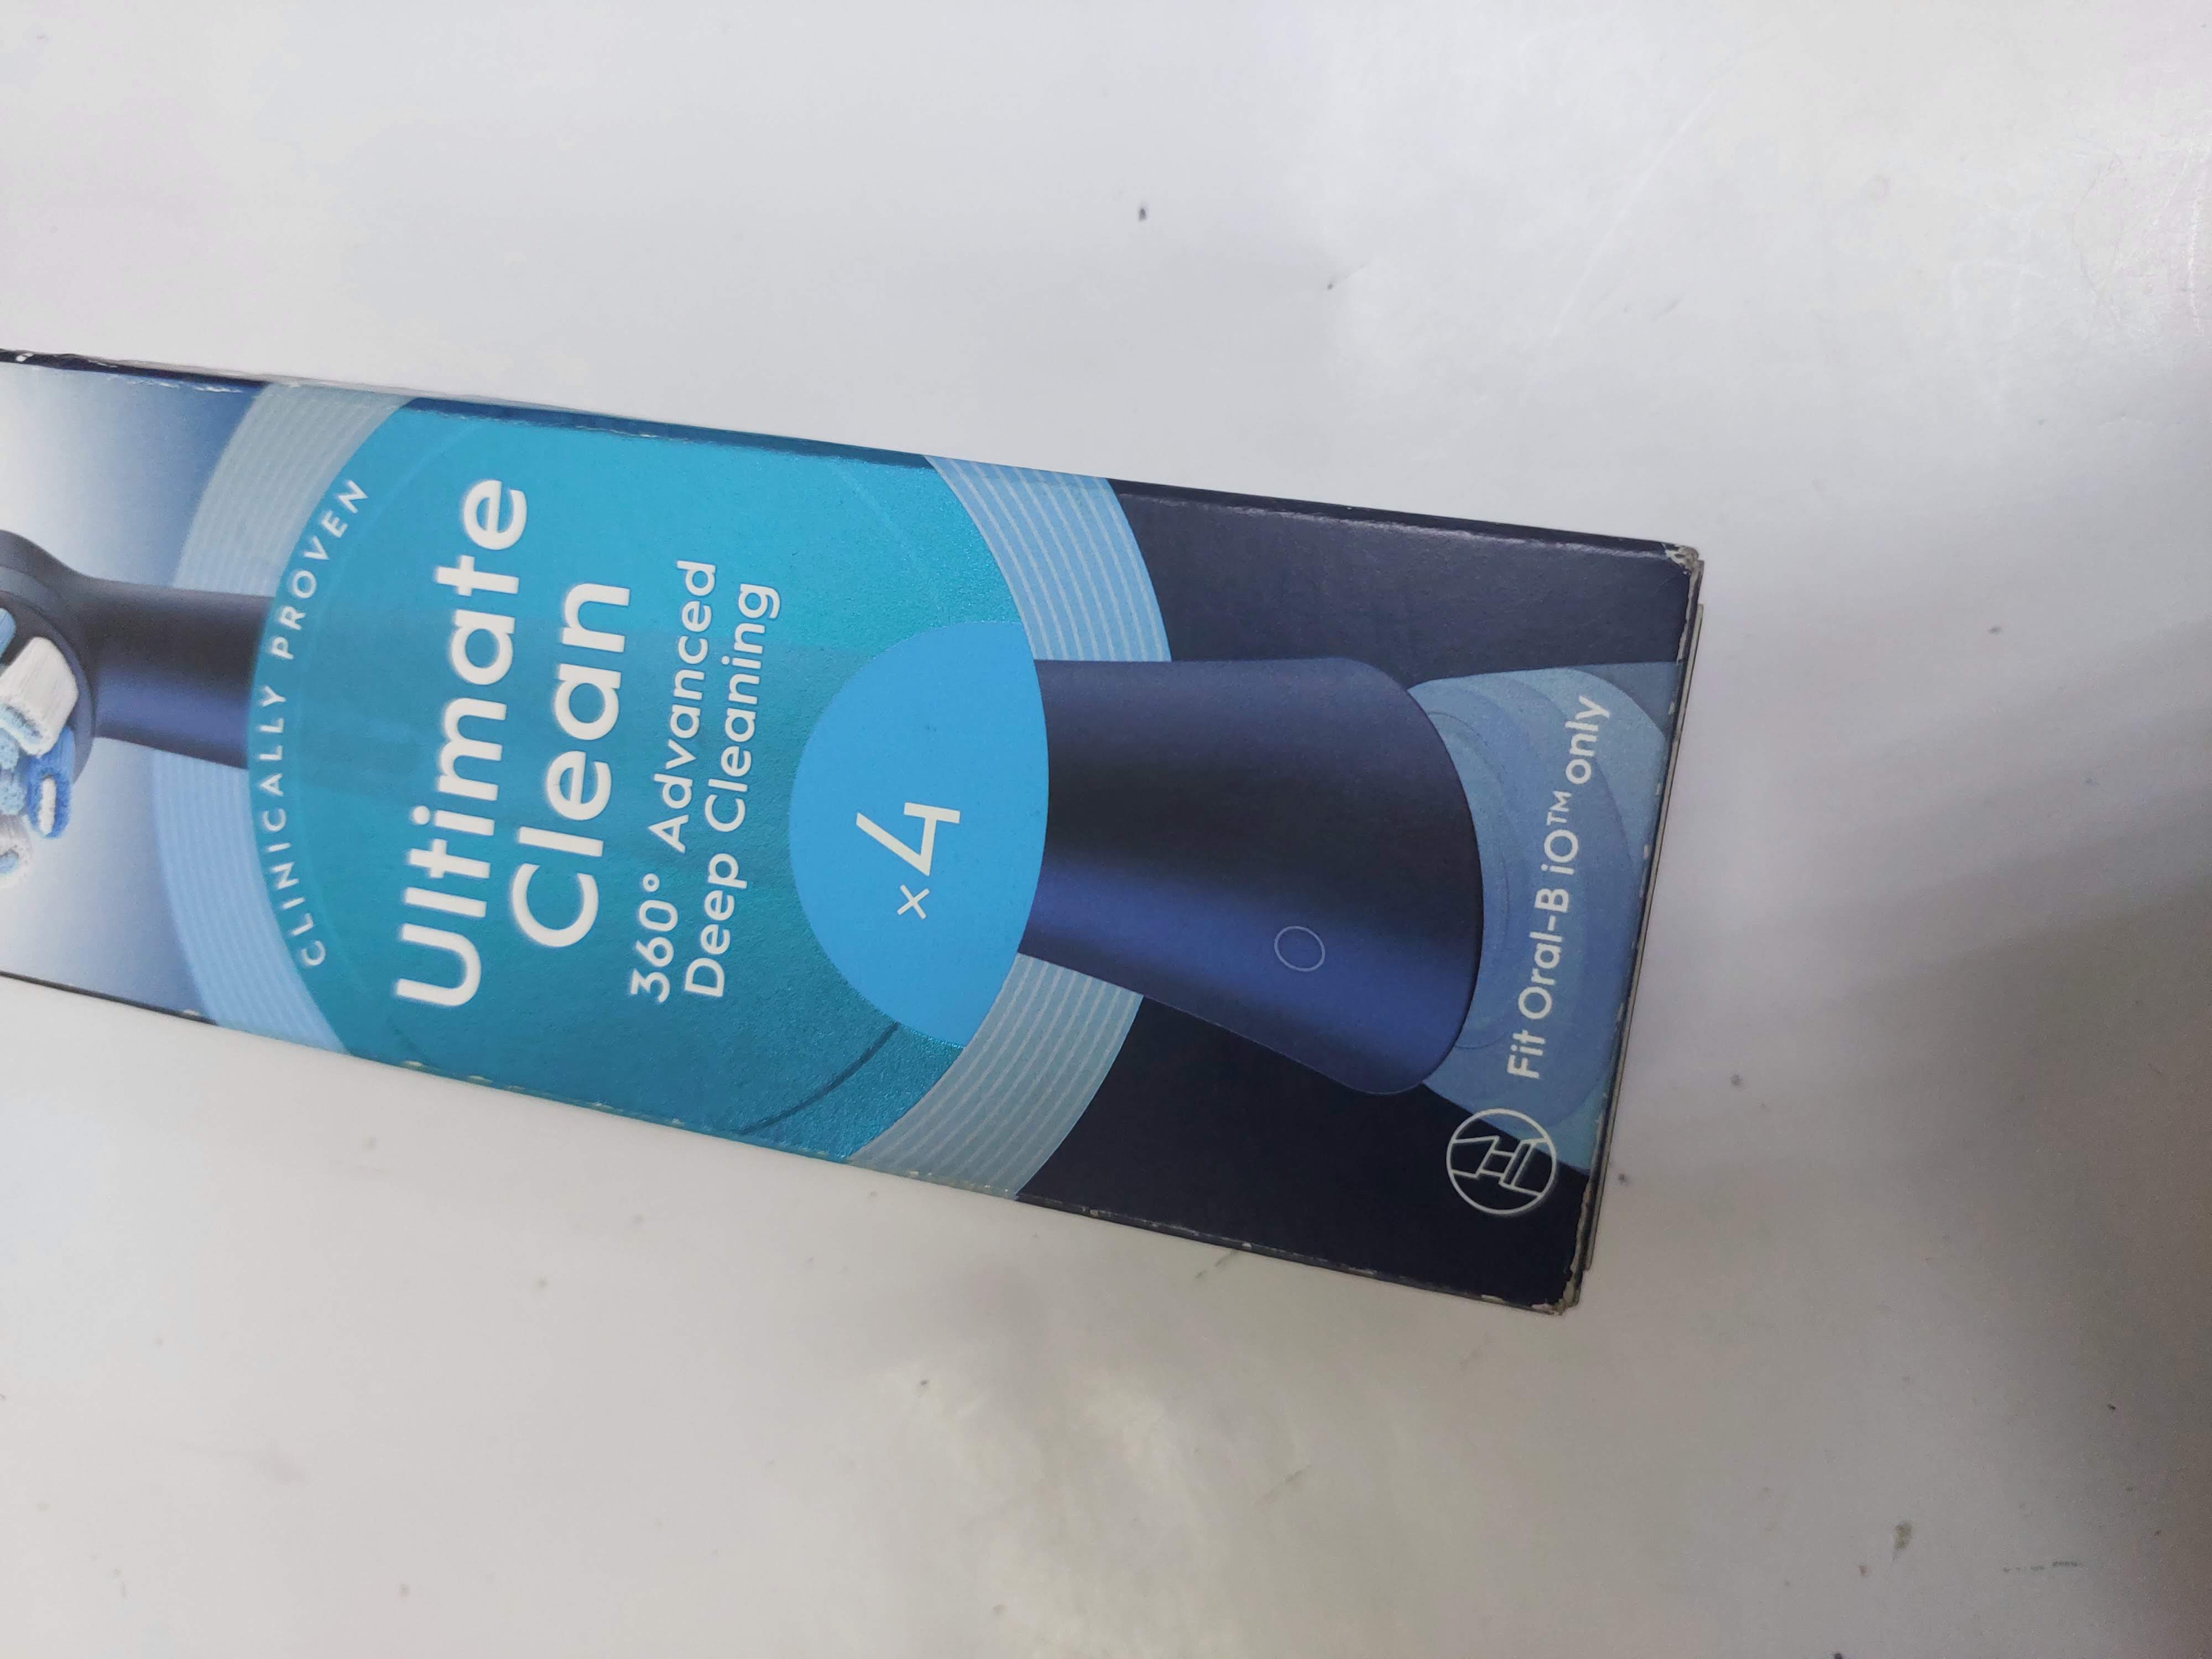 CLINICALLY PROVEN
Ultimate
Clean
360° Advanced
Deep Cleaning
x4
Fit Oral-B iO™ only